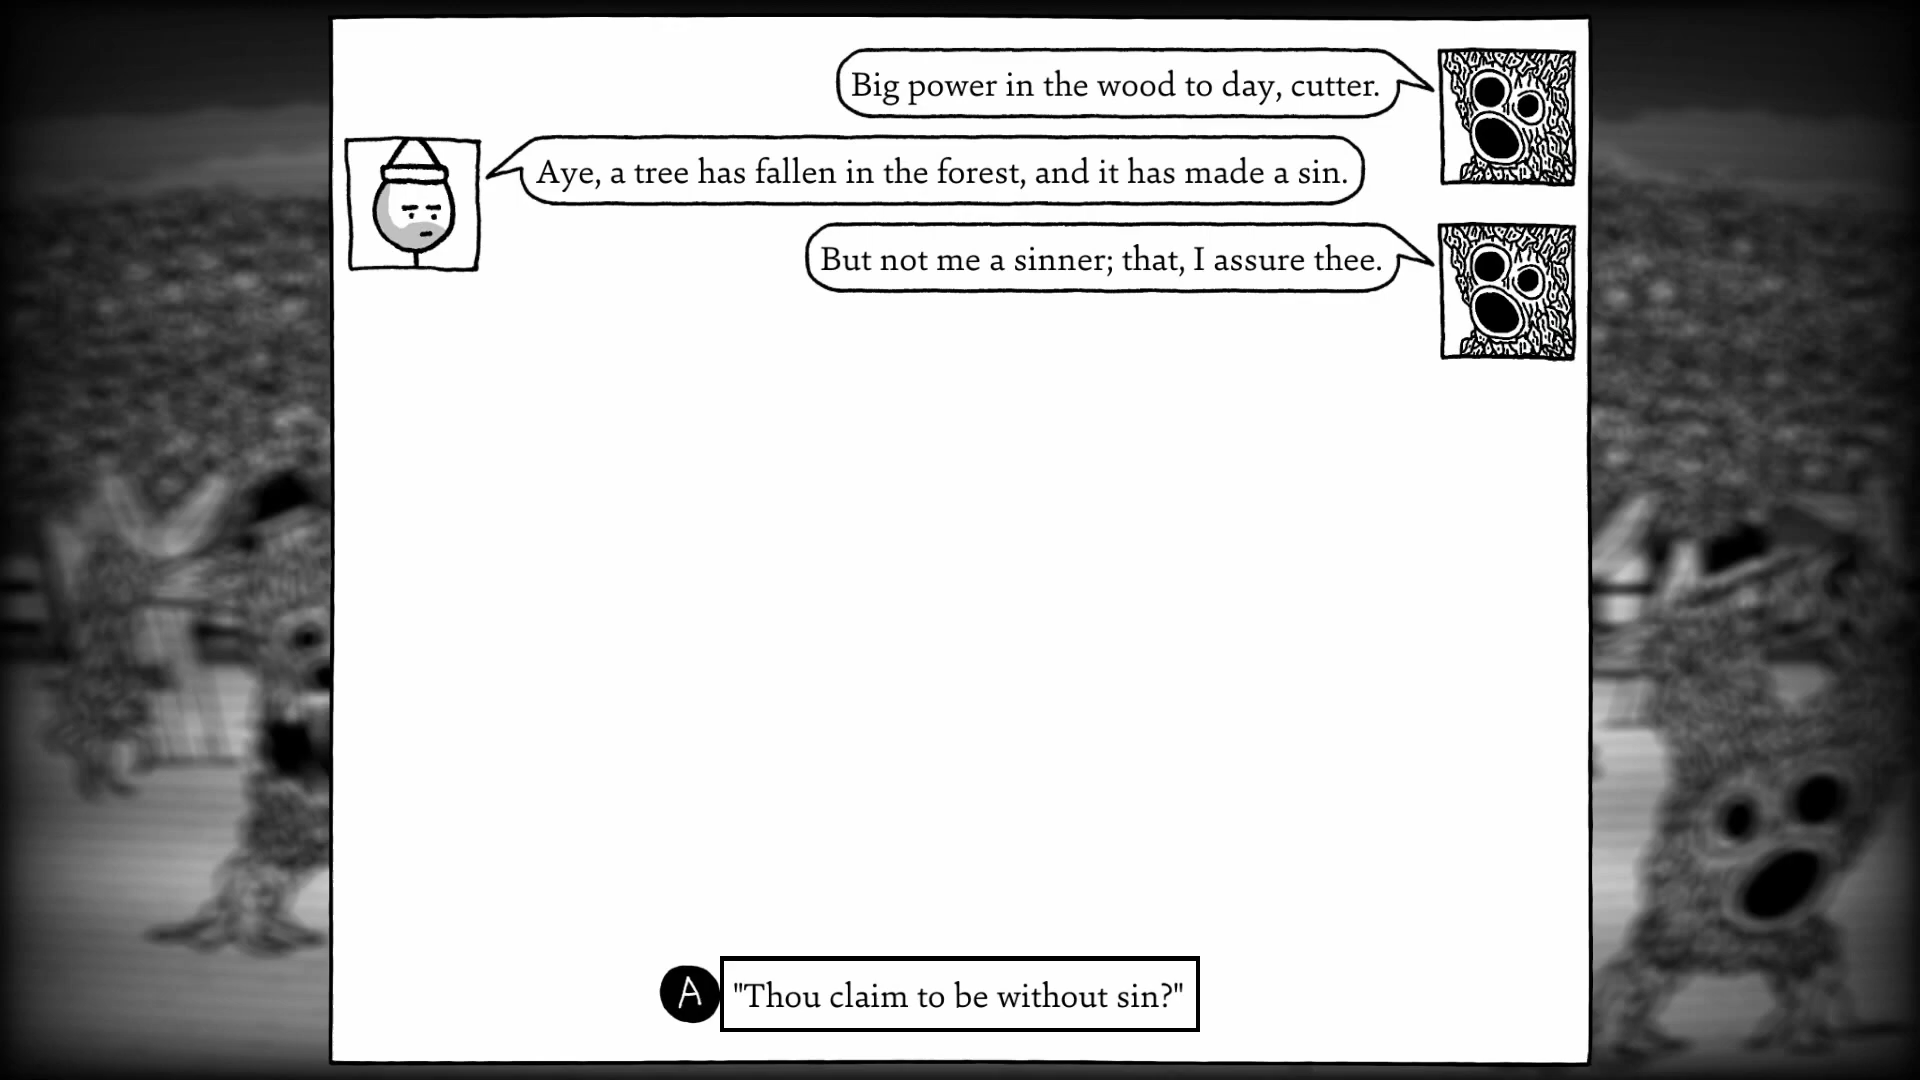 Big power in the wood to day, cutter.
Aye, a tree has fallen in the forest, and it has made a sin.
But not me a sinner; that, I assure thee.
A "Thou claim to be without sin?"